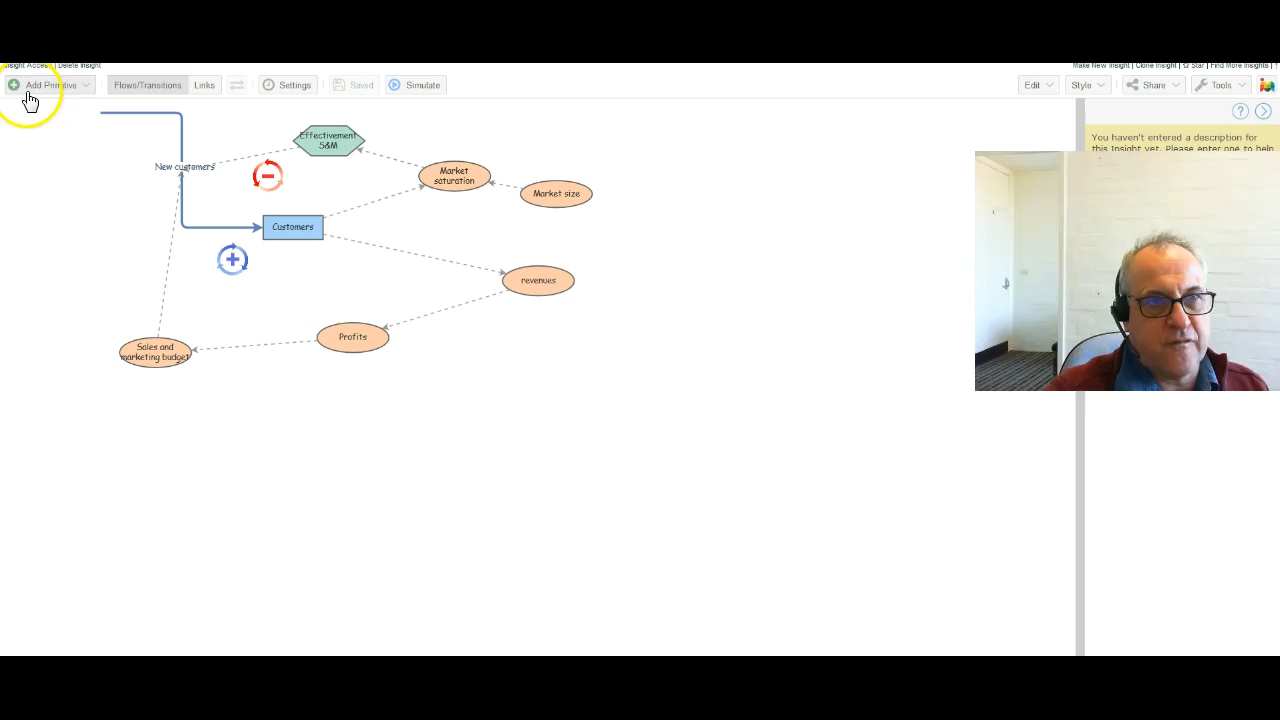 Insight Access | Delete Insight
Make New Insight | Clone Insight | ☆ Star | Find More Insights |
Add Primitive
Flows/Transitions
Links
Settings
Saved
Simulate
Edit
Style
Share
Tools
You haven't entered a description for
this Insight yet. Please enter one to help
Effectivement
S&M
New customers
Market
saturation
Market size
Customers
revenues
Profits
Sales and
marketing budget